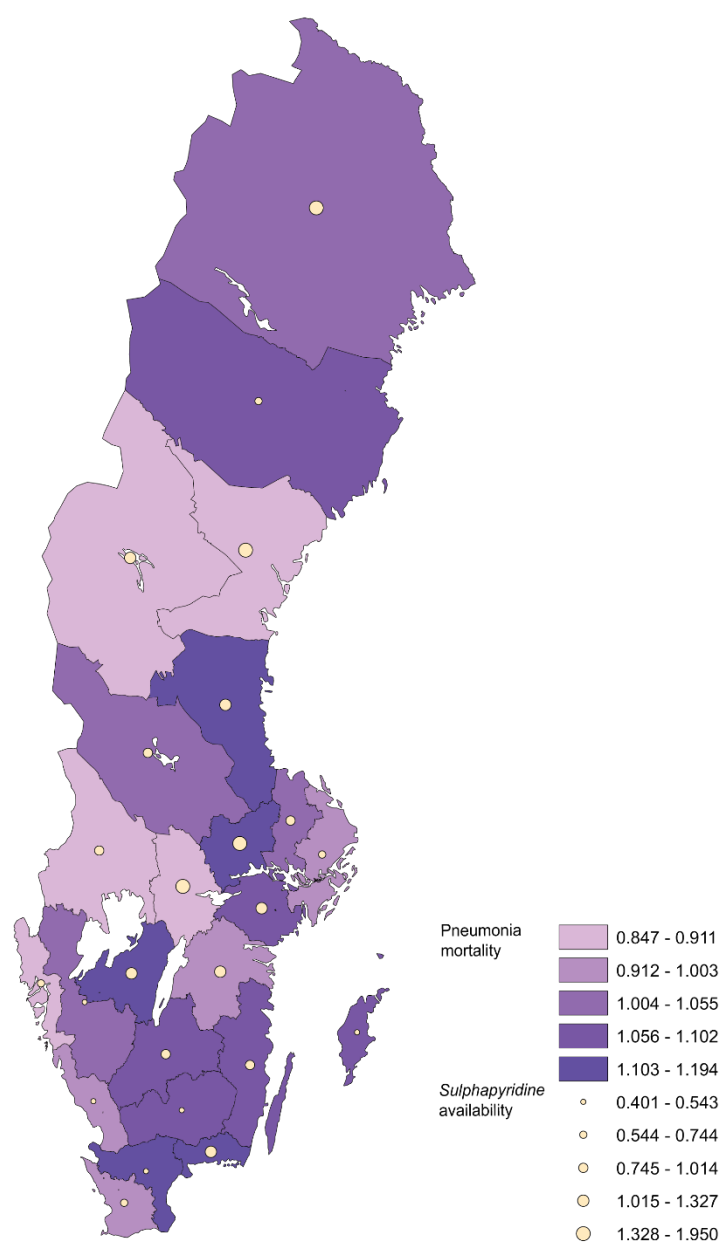 Pneumonia
mortality
0.847 - 0.911
0.912 - 1.003
1.004 - 1.055
1.056 - 1.102
1.103 - 1.194
Sulphapyridine
availability
0.401 - 0.543
0.544 - 0.744
0.745 - 1.014
1.015 - 1.327
1.328 - 1.950